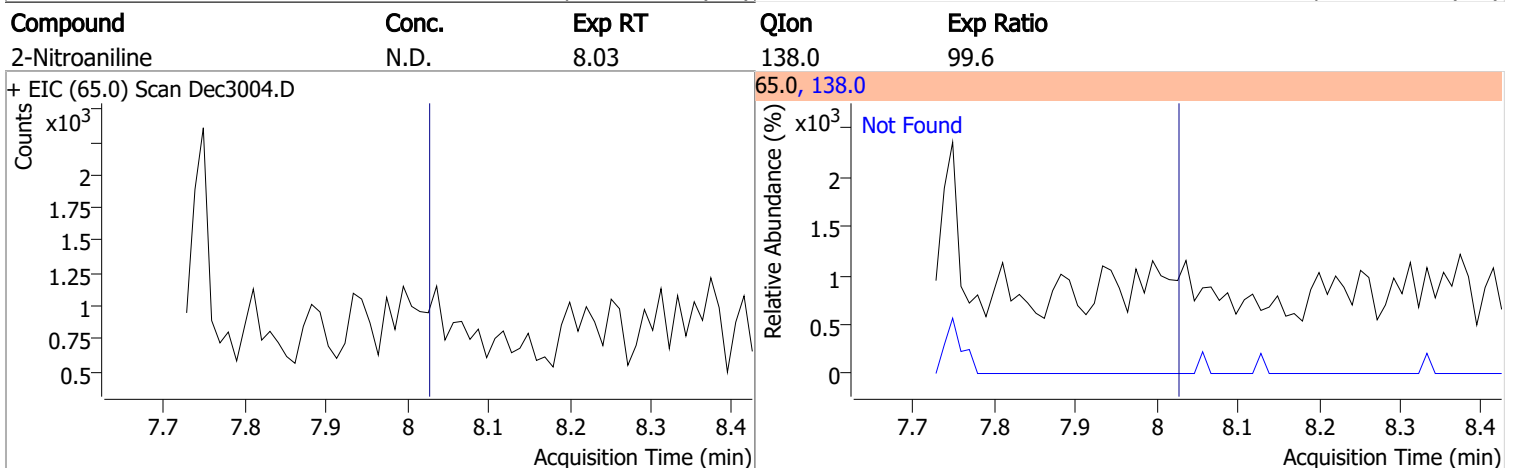 Compound Conc. Exp RT QIon Exp Ratio
2-Nitroaniline N.D. 8.03 138.0 99.6
+ EIC (65.0) Scan Dec3004.D
Counts
x10³
2
1.75
1.5
1.25
1
0.75
0.5
7.7 7.8 7.9 8 8.1 8.2 8.3 8.4
Acquisition Time (min)
65.0, 138.0
Relative Abundance (%)
x10³
Not Found
2
1.5
1
0.5
0
7.7 7.8 7.9 8 8.1 8.2 8.3 8.4
Acquisition Time (min)